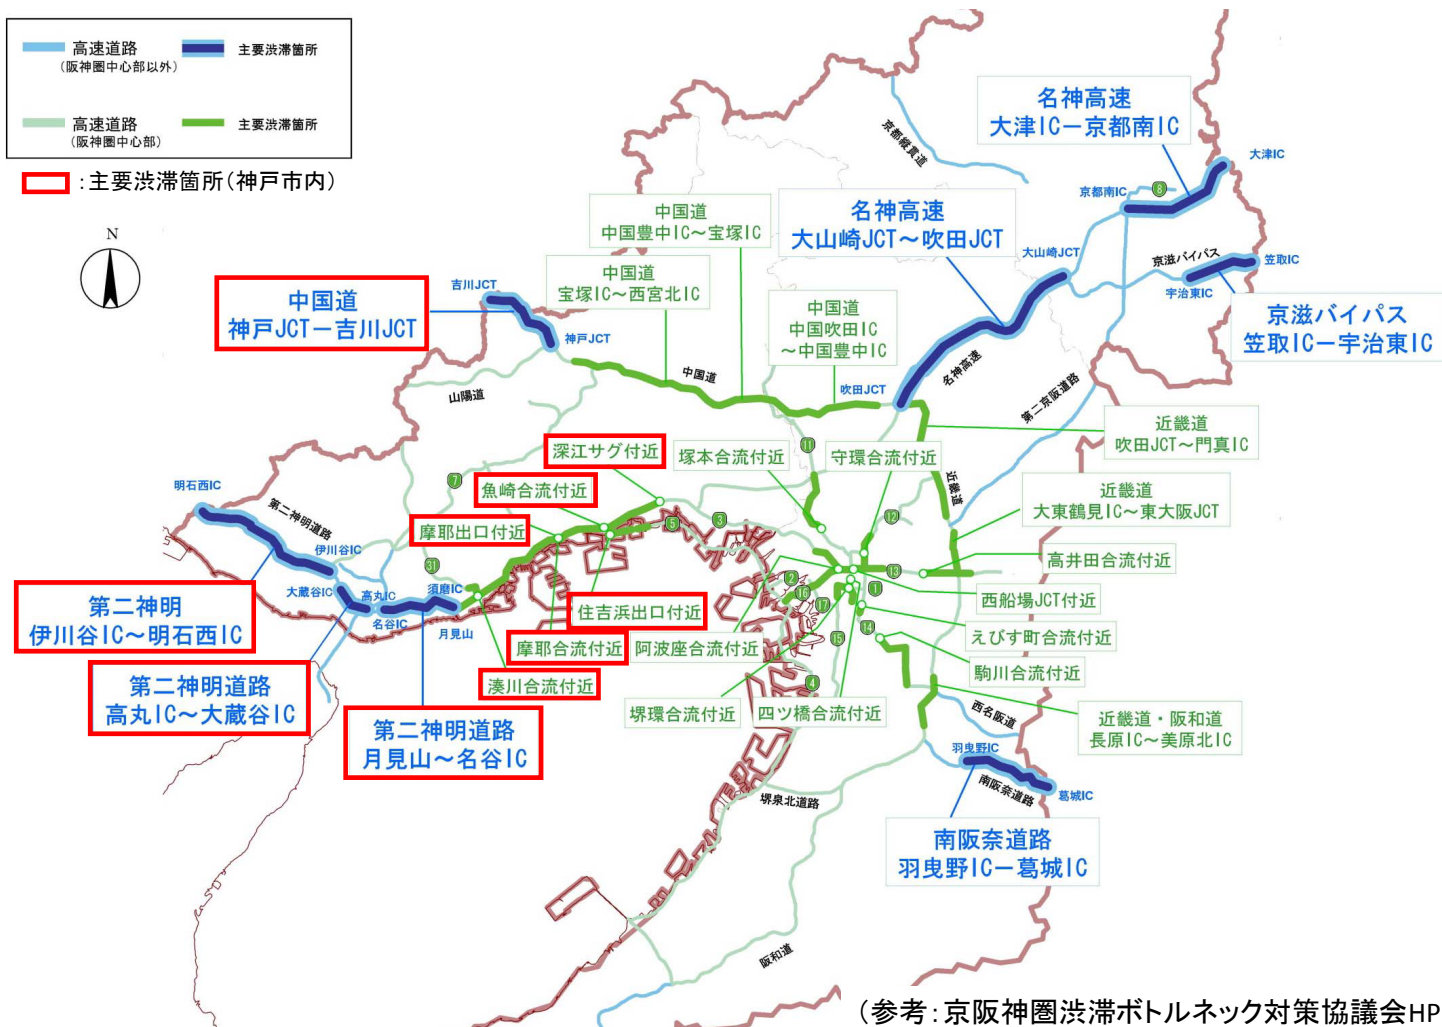 高速道路
(阪神圏中心部以外)
主要渋滞箇所
高速道路
(阪神圏中心部)
主要渋滞箇所
:主要渋滞箇所(神戸市内)
N
名神高速
大津IC－京都南IC
京都縦貫道
大津IC
京都南IC
8
名神高速
大山崎JCT～吹田JCT
中国道
中国豊中IC～宝塚IC
大山崎JCT
京滋バイパス
笠取IC
宇治東IC
中国道
宝塚IC～西宮北IC
吉川JCT
中国道
神戸JCT－吉川JCT
神戸JCT
中国道
中国吹田IC
～中国豊中IC
京滋バイパス
笠取IC－宇治東IC
中国道
吹田JCT
名神高速
第二京阪道路
山陽道
近畿道
吹田JCT～門真IC
深江サグ付近
塚本合流付近
11
守環合流付近
近畿道
魚崎合流付近
7
明石西IC
第二神明道路
近畿道
大東鶴見IC～東大阪JCT
摩耶出口付近
5
3
12
伊川谷IC
高井田合流付近
31
13
大蔵谷IC
高丸IC
須磨IC
2
16
1
西船場JCT付近
第二神明
伊川谷IC～明石西IC
名谷IC
月見山
住吉浜出口付近
17
14
えびす町合流付近
摩耶合流付近
阿波座合流付近
15
駒川合流付近
第二神明道路
高丸IC～大蔵谷IC
湊川合流付近
4
堺環合流付近
四ツ橋合流付近
西名阪道
近畿道・阪和道
長原IC～美原北IC
第二神明道路
月見山～名谷IC
羽曳野IC
南阪奈道路
葛城IC
堺泉北道路
南阪奈道路
羽曳野IC－葛城IC
阪和道
(参考:京阪神圏渋滞ボトルネック対策協議会HP